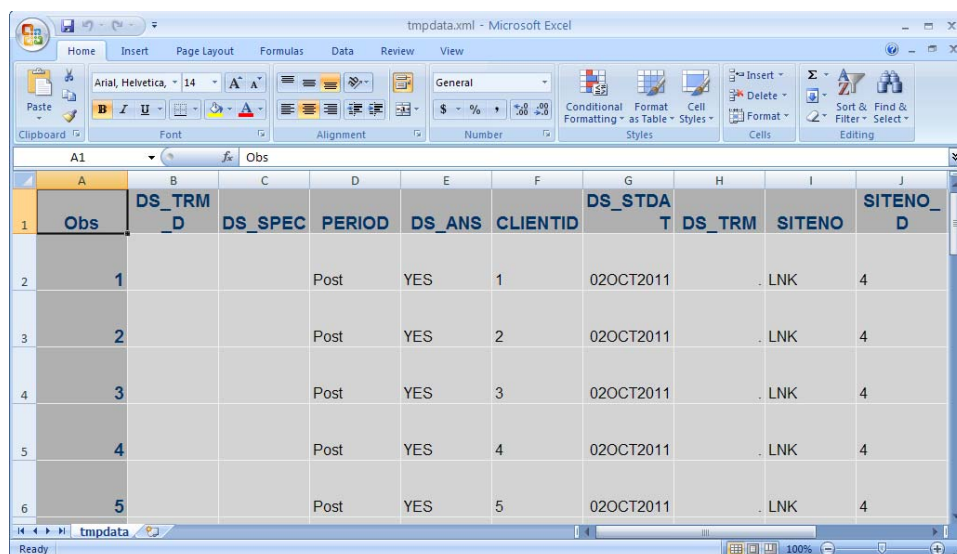 tmpdata.xml - Microsoft Excel
Home Insert Page Layout Formulas Data Review View
Paste
Arial, Helvetica, 14 A A
General
Conditional Formatting Format as Table Cell Styles
Insert
Delete
Format
Sort & Filter Find & Select
B I U A
$ % , .00 .00
Clipboard Font Alignment Number Styles Cells Editing
A1 fx Obs
A B C D E F G H I J
1 Obs DS_TRM_D DS_SPEC PERIOD DS_ANS CLIENTID DS_STDAT DS_TRM SITENO SITENO_D
2 1 Post YES 1 02OCT2011 . LNK 4
3 2 Post YES 2 02OCT2011 . LNK 4
4 3 Post YES 3 02OCT2011 . LNK 4
5 4 Post YES 4 02OCT2011 . LNK 4
6 5 Post YES 5 02OCT2011 . LNK 4
tmpdata
Ready 100%